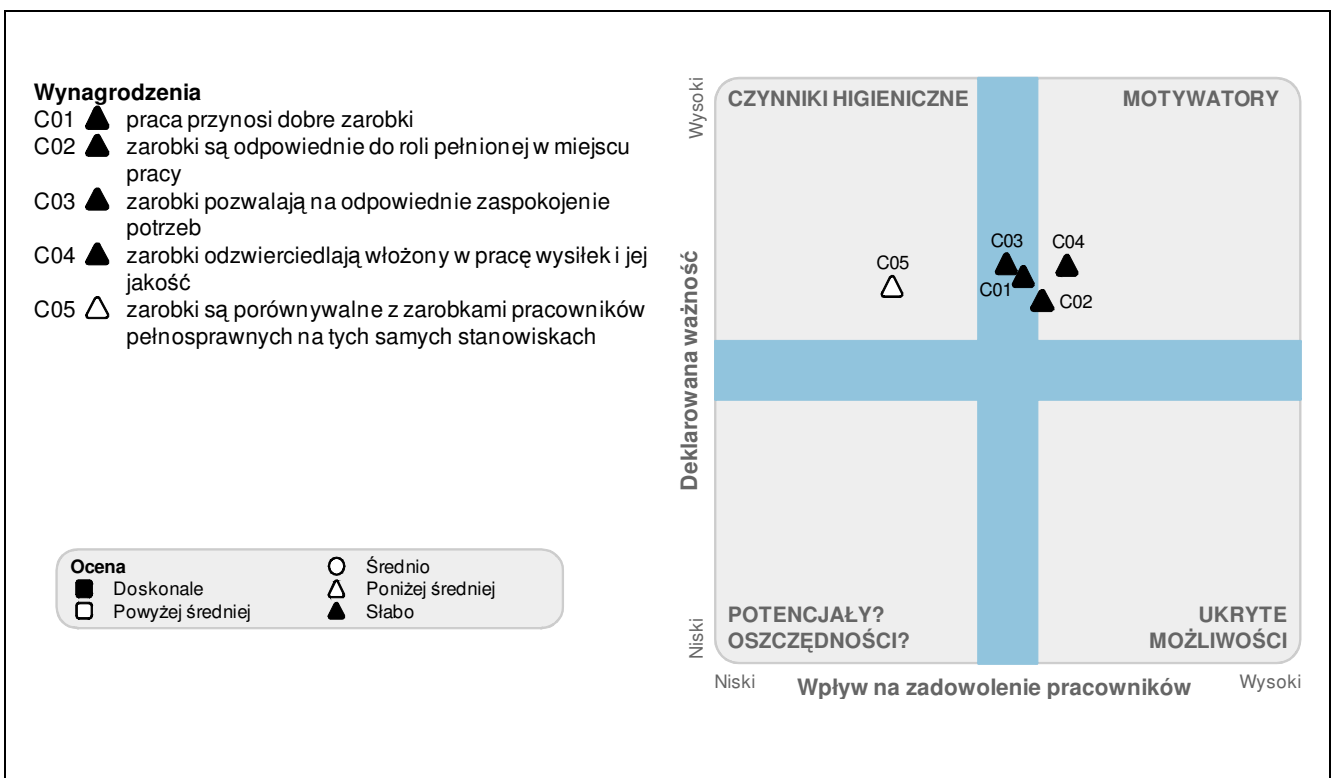 Wynagrodzenia
C01 praca przynosi dobre zarobki
C02 zarobki są odpowiednie do roli pełnionej w miejscu
pracy
C03 zarobki pozwalają na odpowiednie zaspokojenie
potrzeb
C04 zarobki odzwierciedlają włożony w pracę wysiłek i jej
jakość
C05 zarobki są porównywalne z zarobkami pracowników
pełnosprawnych na tych samych stanowiskach
Ocena
Doskonale
Powyżej średniej
Średnio
Poniżej średniej
Słabo
Wysoki
Deklarowana ważność
Niski
CZYNNIKI HIGIENICZNE
MOTYWATORY
C03
C04
C05
C01
C02
POTENCJAŁY?
OSZCZĘDNOŚCI?
UKRYTE
MOŻLIWOŚCI
Niski
Wpływ na zadowolenie pracowników
Wysoki